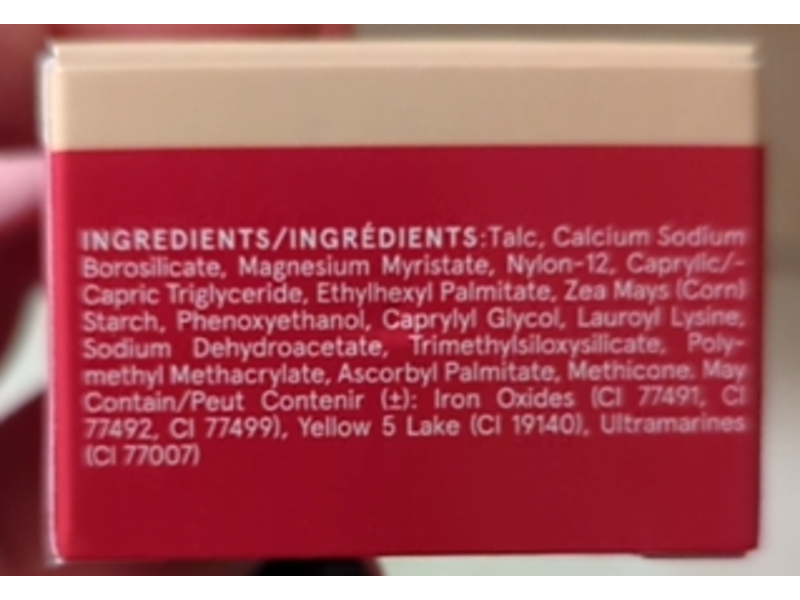 INGREDIENTS/INGRÉDIENTS:Talc, Calcium Sodium
Borosilicate, Magnesium Myristate, Nylon-12, Caprylic/-
Capric Triglyceride, Ethylhexyl Palmitate, Zea Mays (Corn)
Starch, Phenoxyethanol, Caprylyl Glycol, Lauroyl Lysine,
Sodium Dehydroacetate, Trimethylsiloxysilicate, Poly-
methyl Methacrylate, Ascorbyl Palmitate, Methicone. May
Contain/Peut Contenir (±): Iron Oxides (CI 77491, CI
77492, CI 77499), Yellow 5 Lake (CI 19140), Ultramarines
(CI 77007)